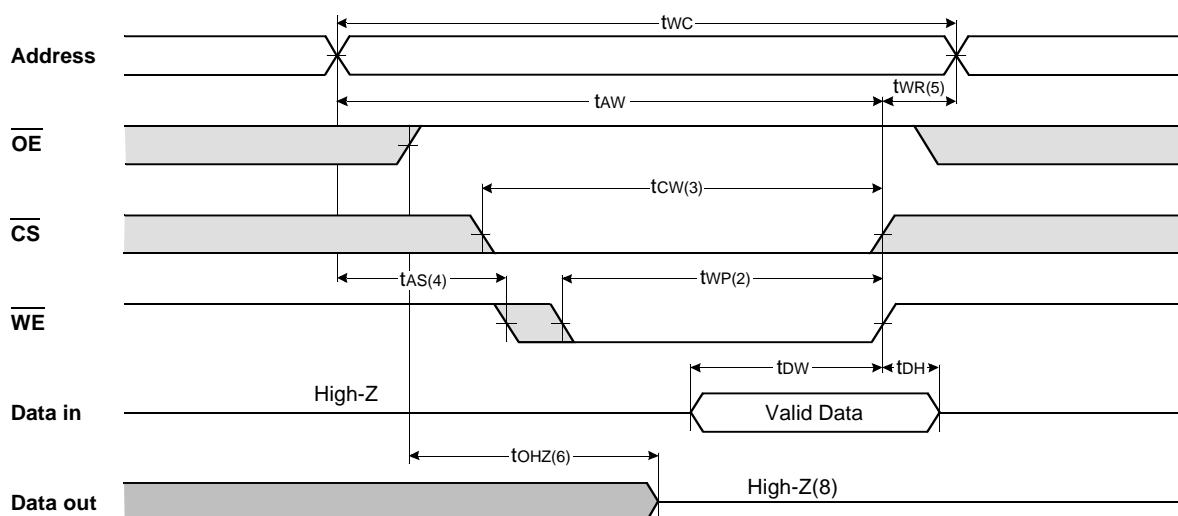 tWC
Address
tAW
tWR(5)
OE
tCW(3)
CS
tAS(4)
tWP(2)
WE
tDW
tDH
High-Z
Data in
Valid Data
tOHZ(6)
High-Z(8)
Data out